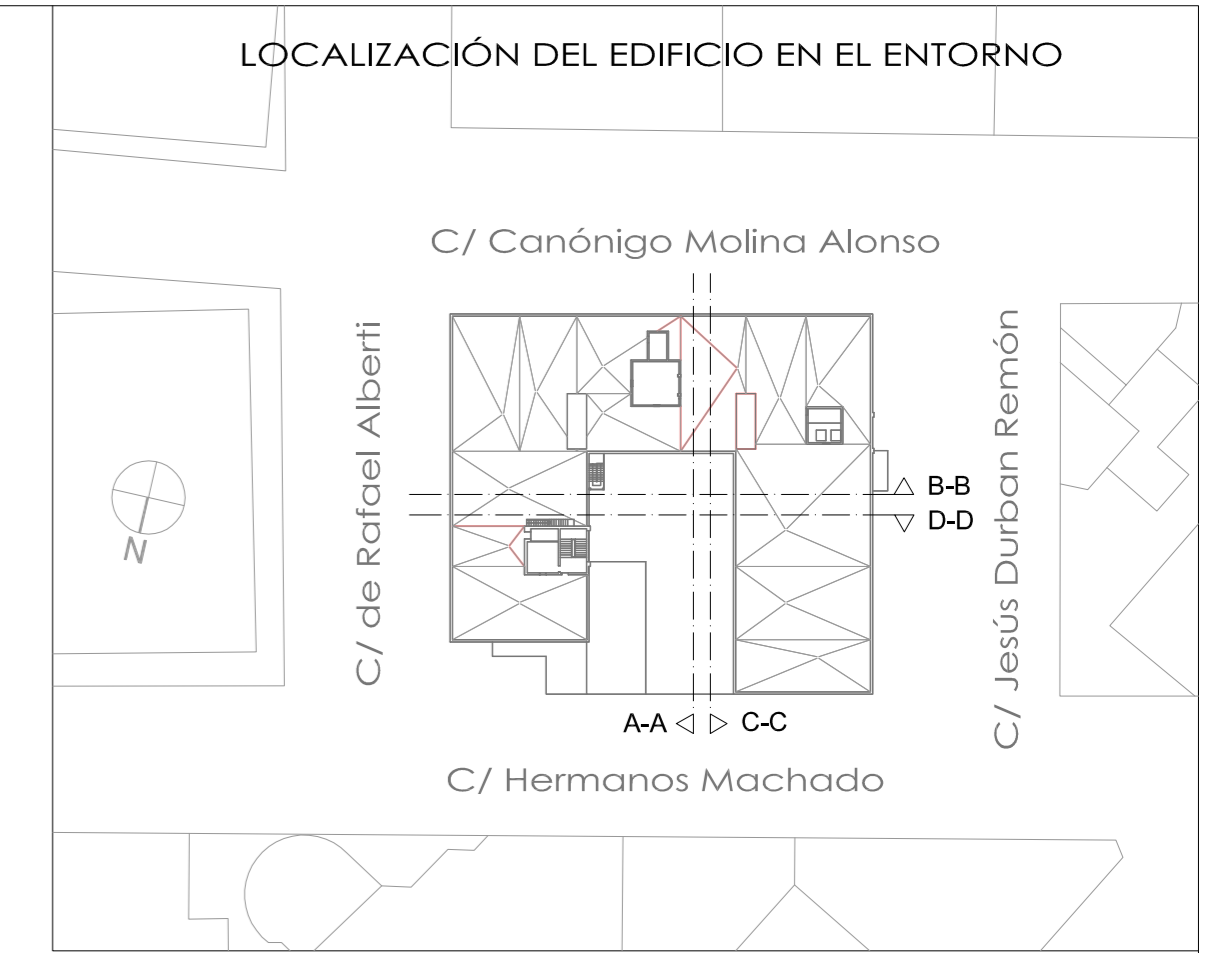 LOCALIZACIÓN DEL EDIFICIO EN EL ENTORNO
C/ Canónigo Molina Alonso
C/ de Rafael Alberti
C/ Jesús Durban Remón
B-B
D-D
N
A-A
C-C
C/ Hermanos Machado